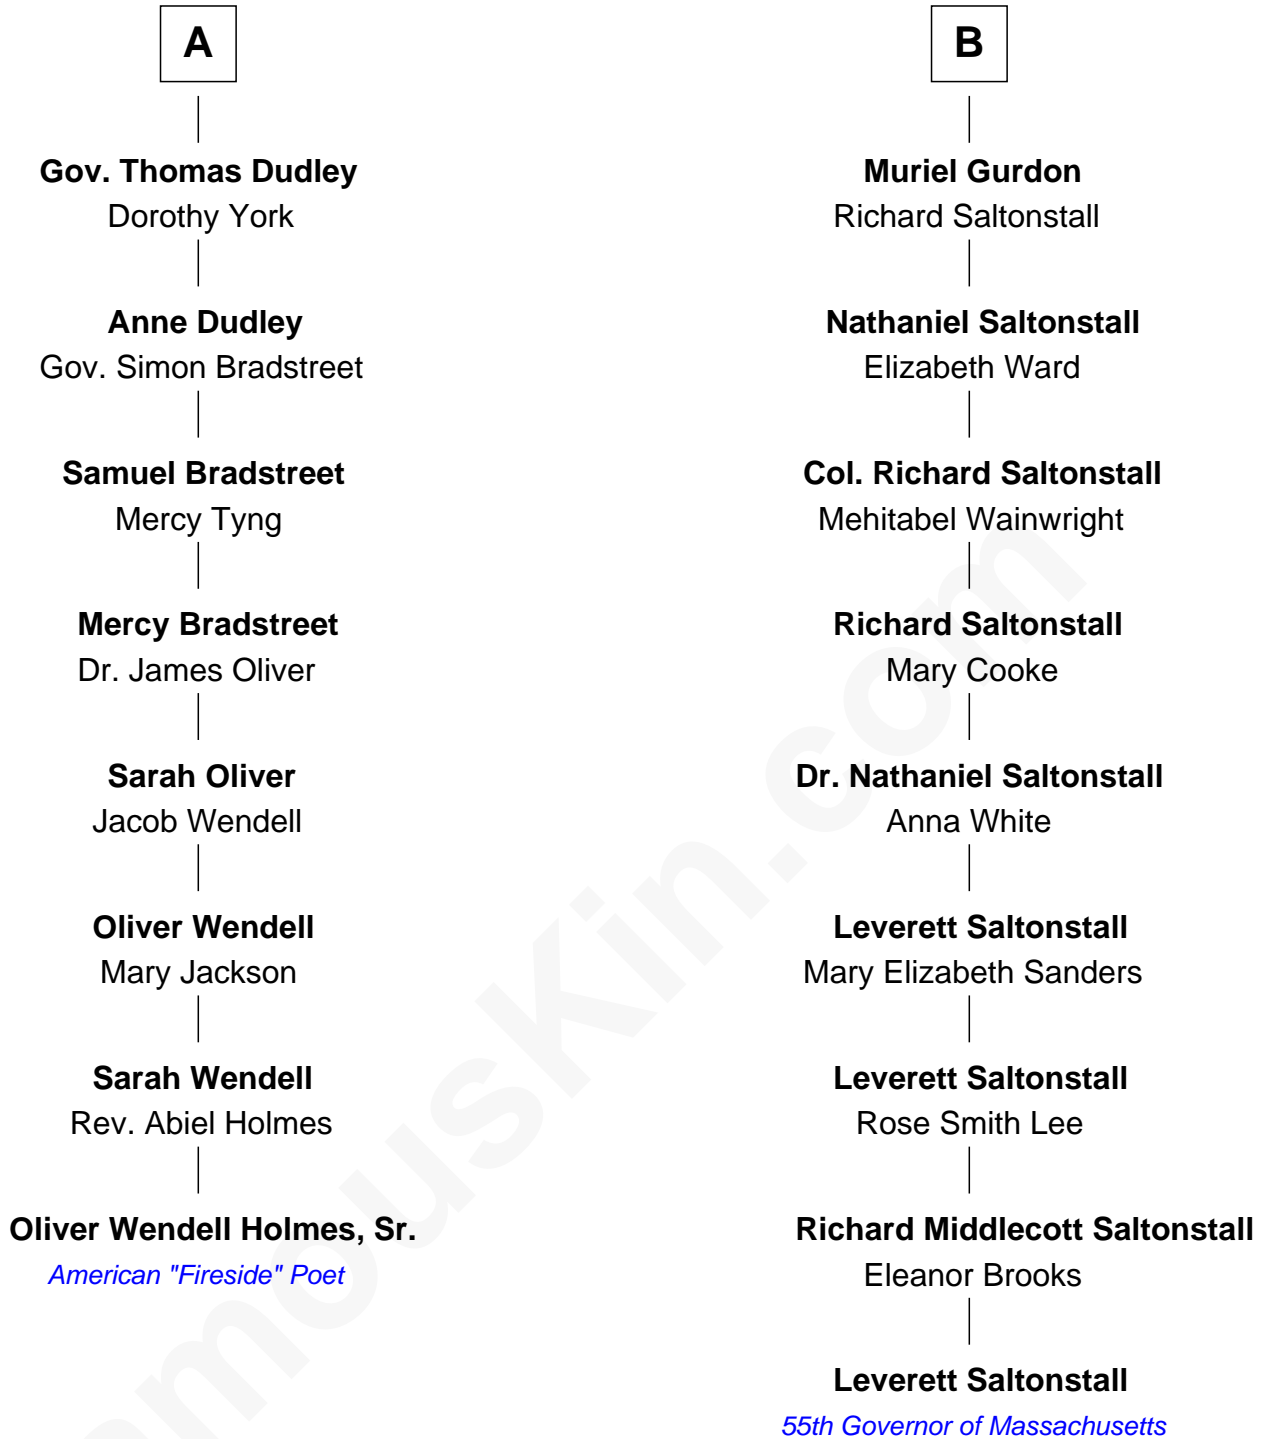 A
Gov. Thomas Dudley
Dorothy York
Anne Dudley
Gov. Simon Bradstreet
Samuel Bradstreet
Mercy Tyng
Mercy Bradstreet
Dr. James Oliver
Sarah Oliver
Jacob Wendell
Oliver Wendell
Mary Jackson
Sarah Wendell
Rev. Abiel Holmes
Oliver Wendell Holmes, Sr.
American "Fireside" Poet
B
Muriel Gurdon
Richard Saltonstall
Nathaniel Saltonstall
Elizabeth Ward
Col. Richard Saltonstall
Mehitabel Wainwright
Richard Saltonstall
Mary Cooke
Dr. Nathaniel Saltonstall
Anna White
Leverett Saltonstall
Mary Elizabeth Sanders
Leverett Saltonstall
Rose Smith Lee
Richard Middlecott Saltonstall
Eleanor Brooks
Leverett Saltonstall
55th Governor of Massachusetts
amousKin.com